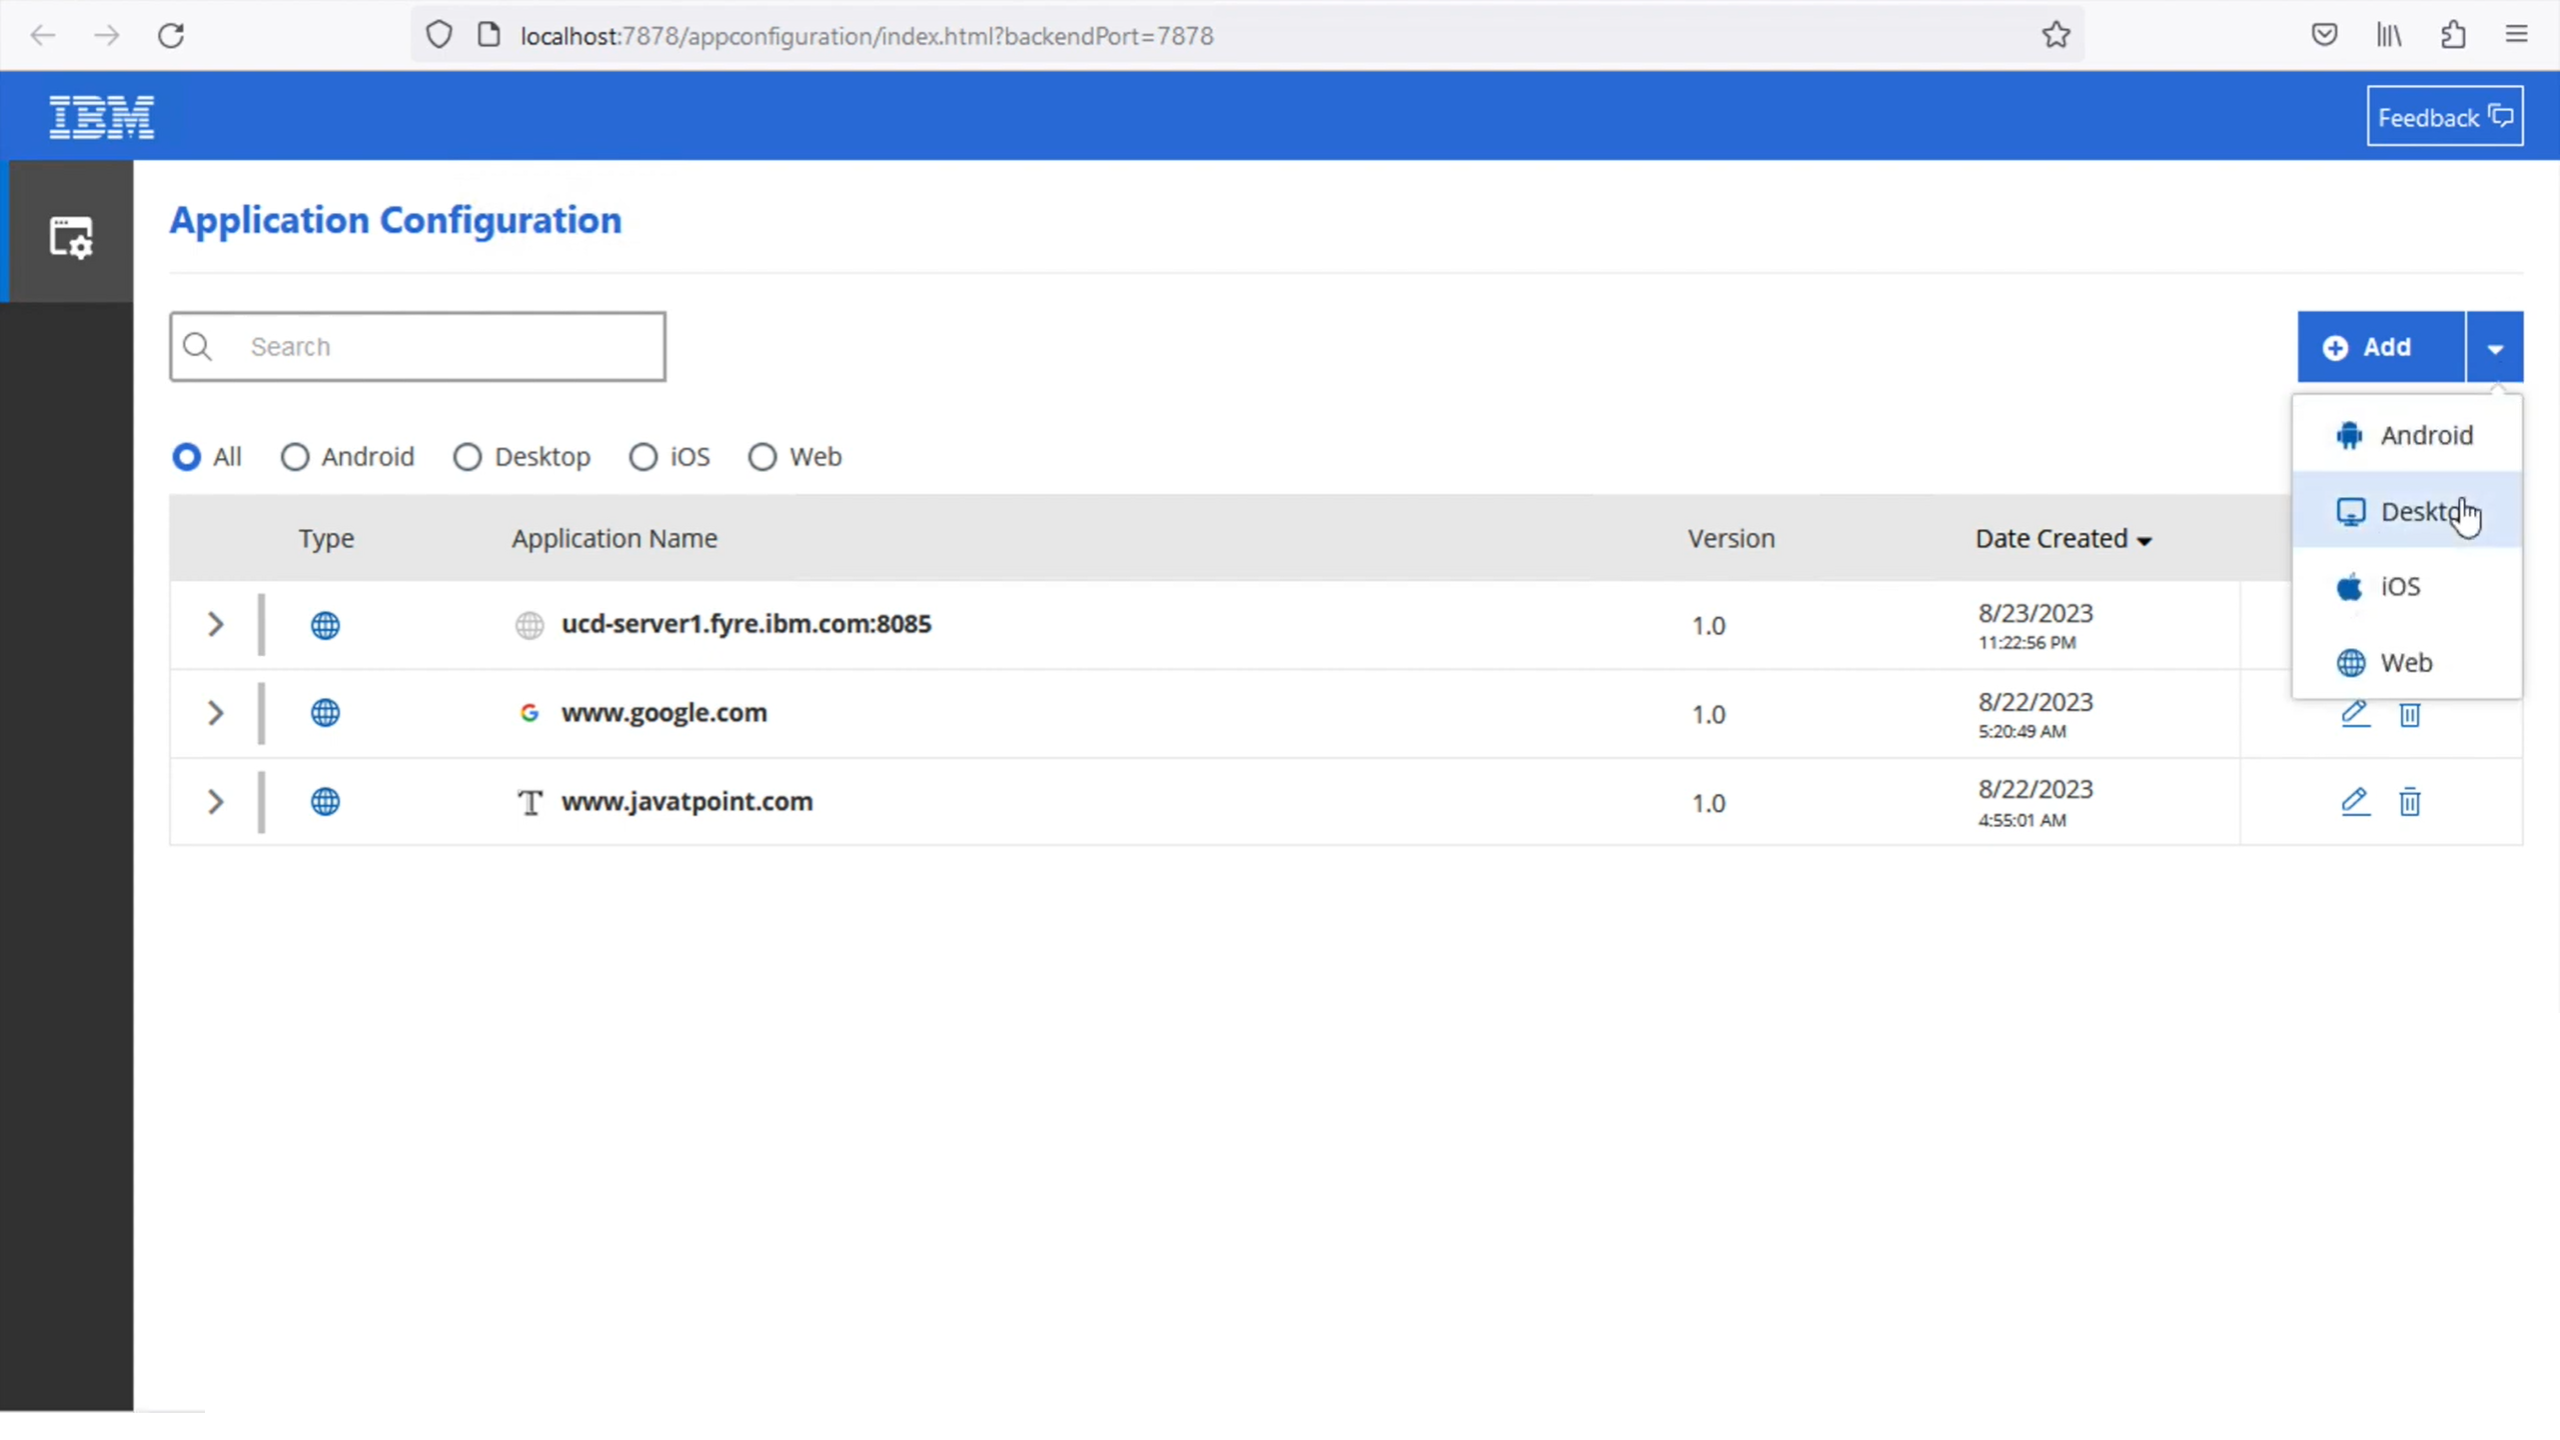 localhost:7878/appconfiguration/index.html?backendPort=7878
IBM
Feedback
Application Configuration
Search
Add
Android
Desktop
iOS
Web
All Android Desktop iOS Web
Type Application Name Version Date Created
ucd-server1.fyre.ibm.com:8085 1.0 8/23/2023
11:22:56 PM
www.google.com 1.0 8/22/2023
5:20:49 AM
www.javatpoint.com 1.0 8/22/2023
4:55:01 AM